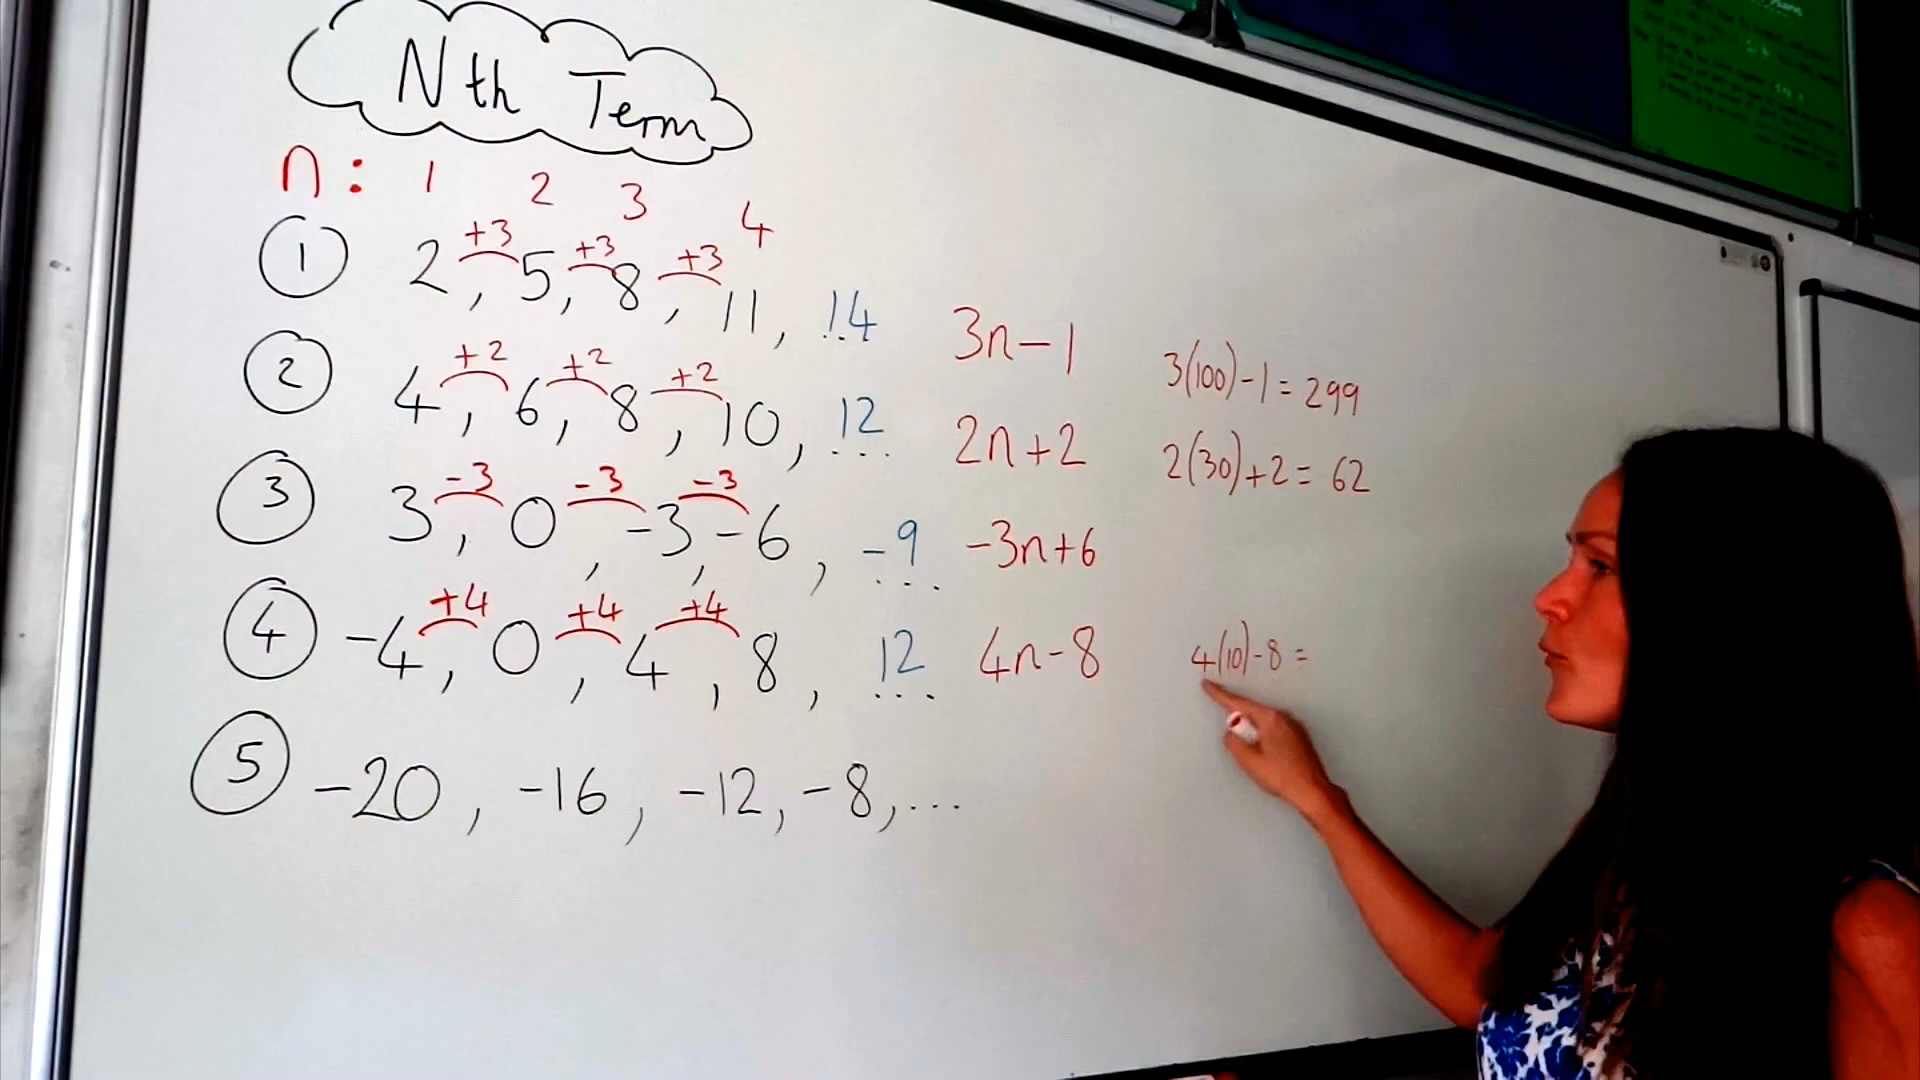 Nth Term
n: 1 2 3 4
+3 +3 +3
① 2, 5, 8, 11, 14... 3n-1 3(100)-1=299
+2 +2 +2
② 4, 6, 8, 10, 12... 2n+2 2(30)+2=62
-3 -3 -3
③ 3, 0, -3, -6, -9... -3n+6
+4 +4 +4
④ -4, 0, 4, 8, 12... 4n-8 4(10)-8=
⑤ -20, -16, -12, -8,...